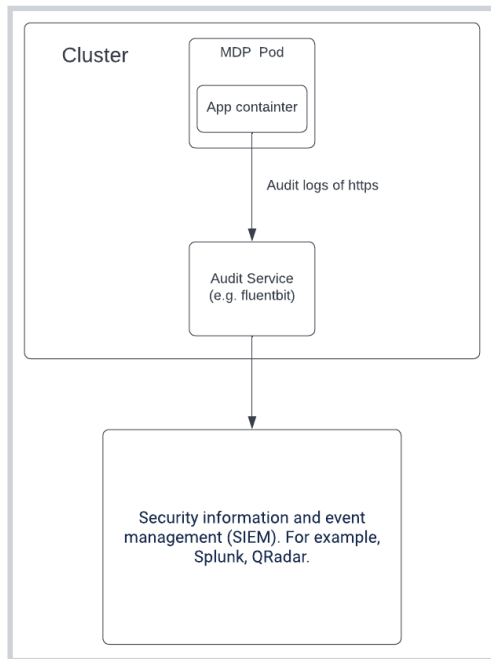 Cluster
MDP Pod
App containter
Audit logs of https
Audit Service
(e.g. fluentbit)
Security information and event
management (SIEM). For example,
Splunk, QRadar.